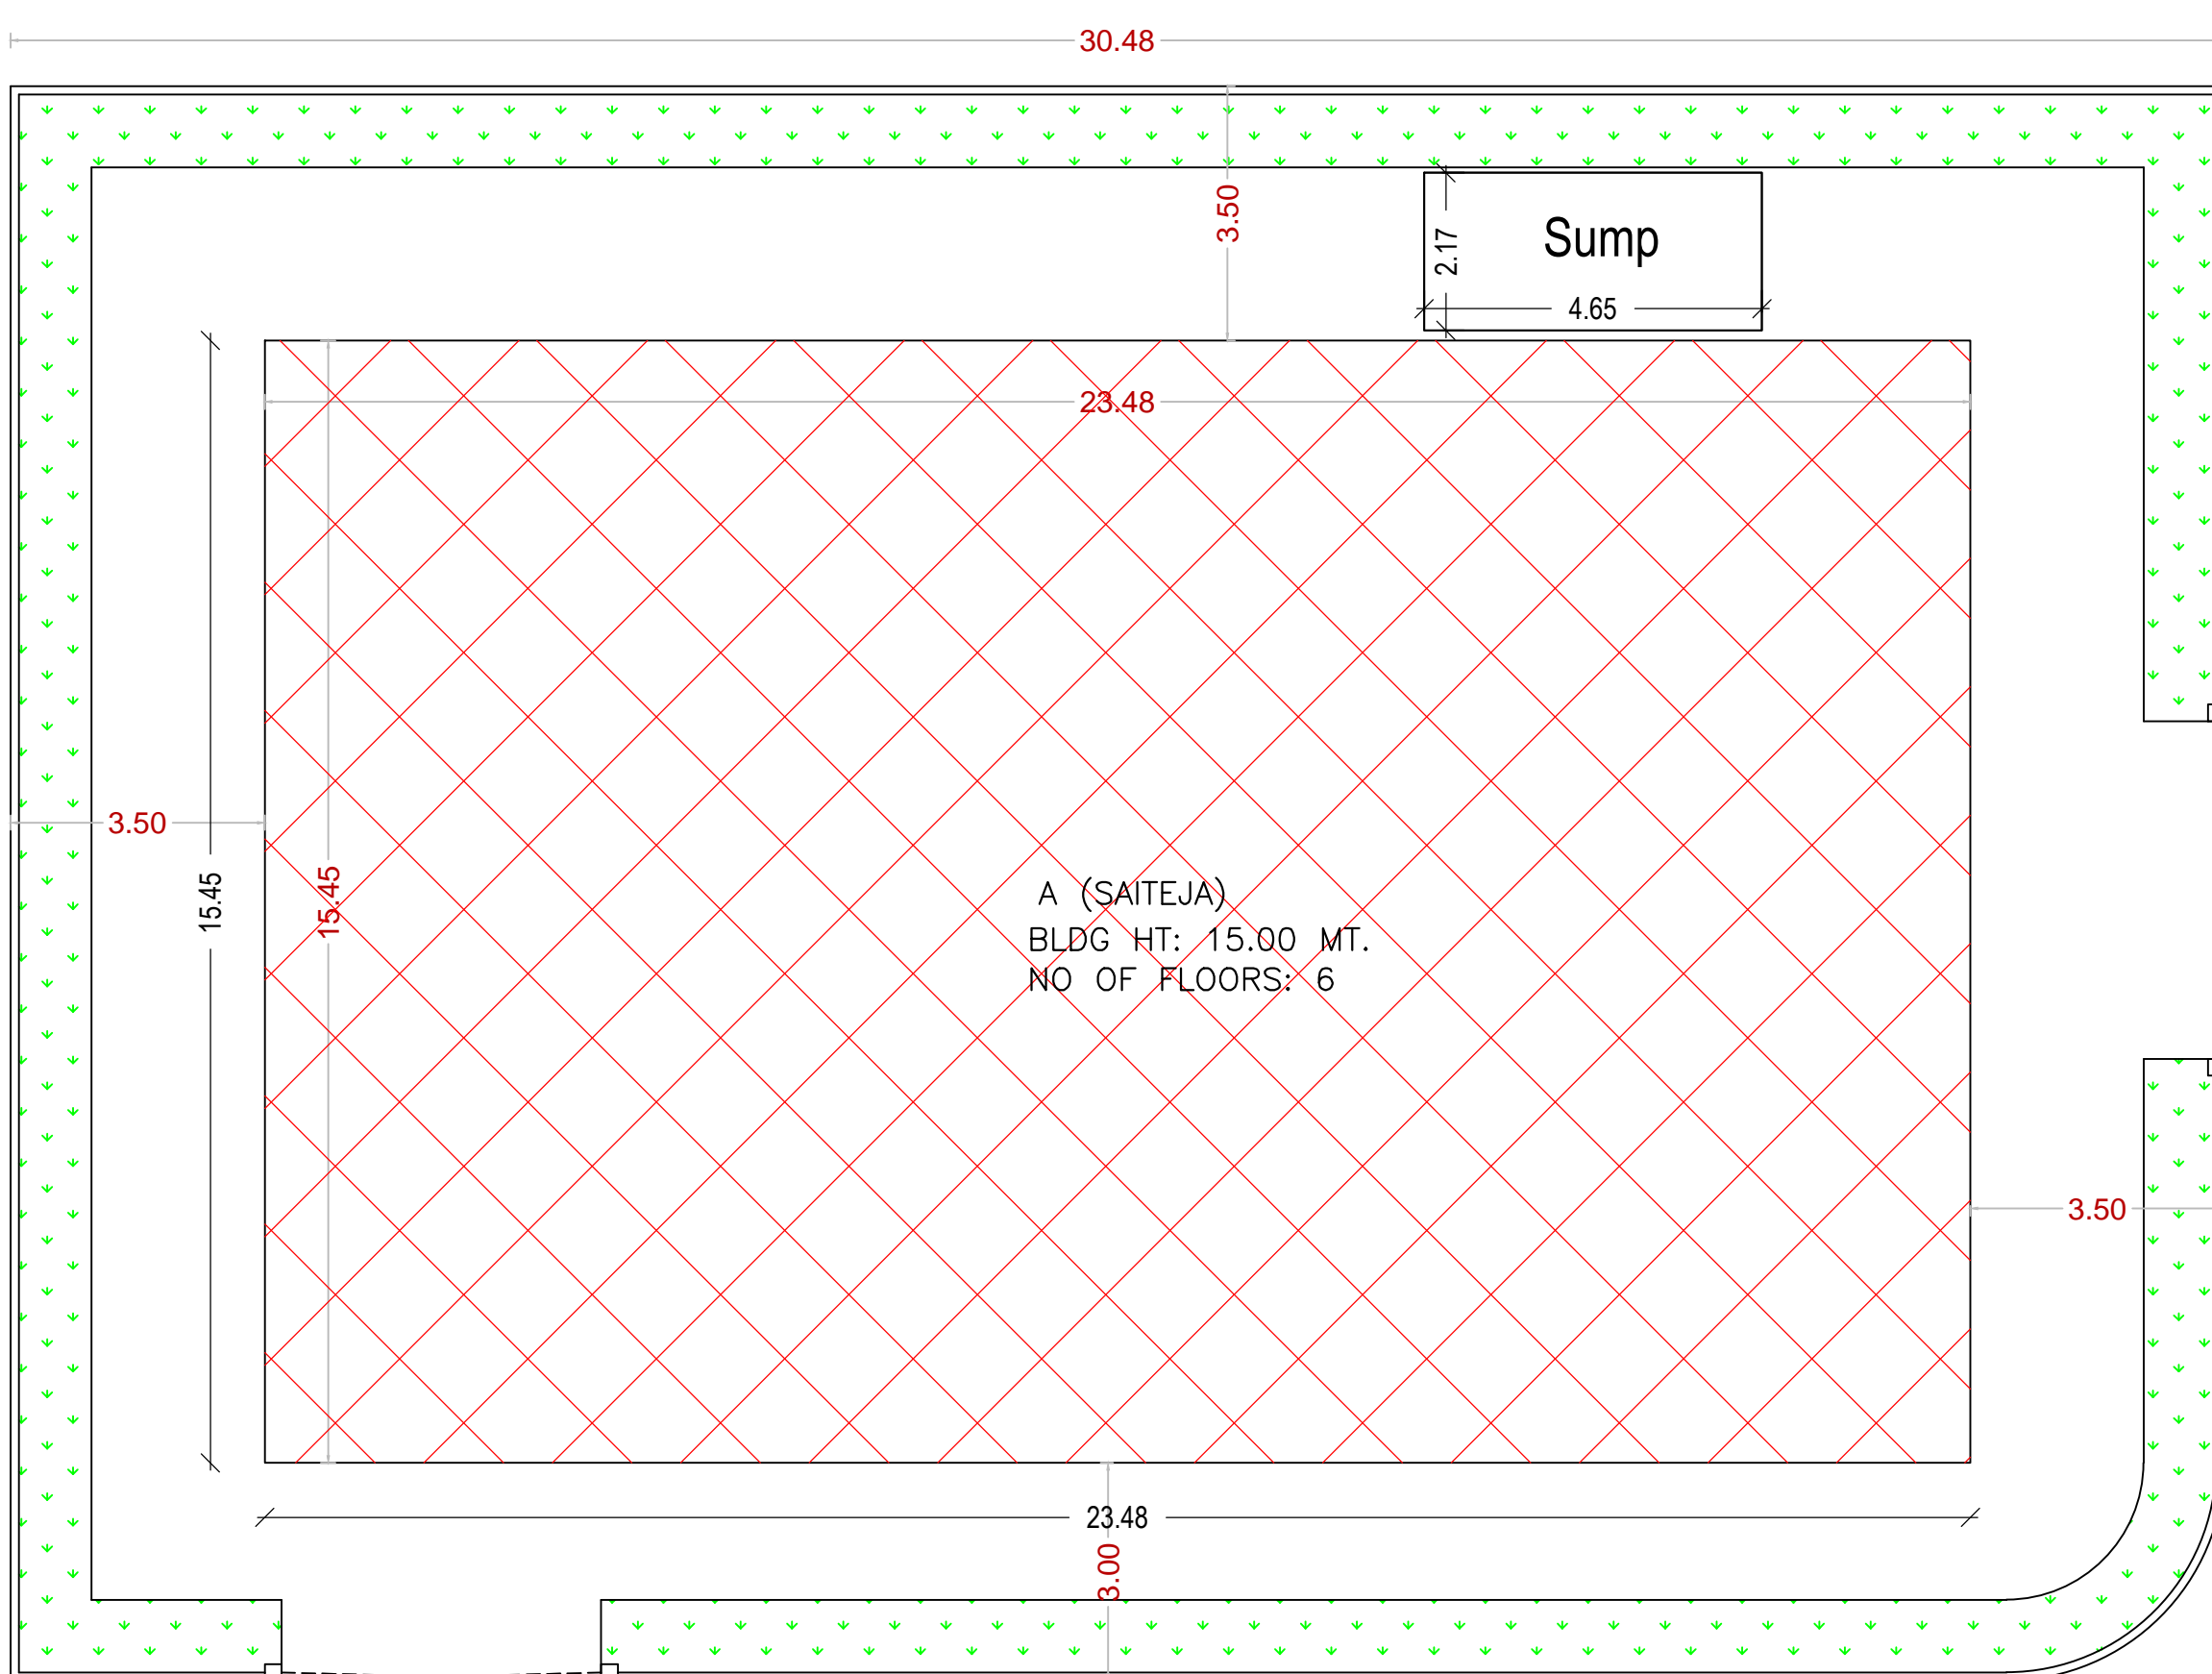 30.48
3.50
Sump
2.17
4.65
23.48
3.50
15.45
15.45
A (SAITEJA)
BLDG HT: 15.00 MT.
NO OF FLOORS: 6
3.50
23.48
3.00